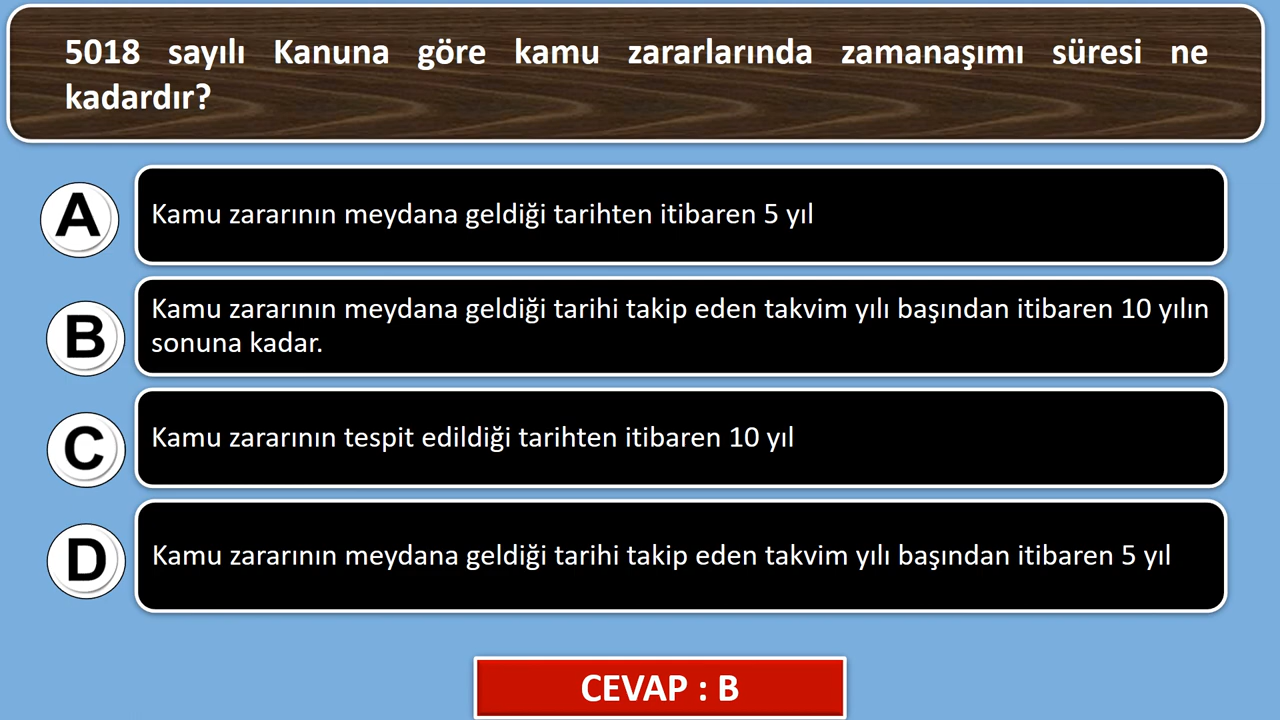 5018 sayılı Kanuna göre kamu zararlarında zamanaşımı süresi ne
kadardır?
A
Kamu zararının meydana geldiği tarihten itibaren 5 yıl
B
Kamu zararının meydana geldiği tarihi takip eden takvim yılı başından itibaren 10 yılın
sonuna kadar.
C
Kamu zararının tespit edildiği tarihten itibaren 10 yıl
D
Kamu zararının meydana geldiği tarihi takip eden takvim yılı başından itibaren 5 yıl
CEVAP : B